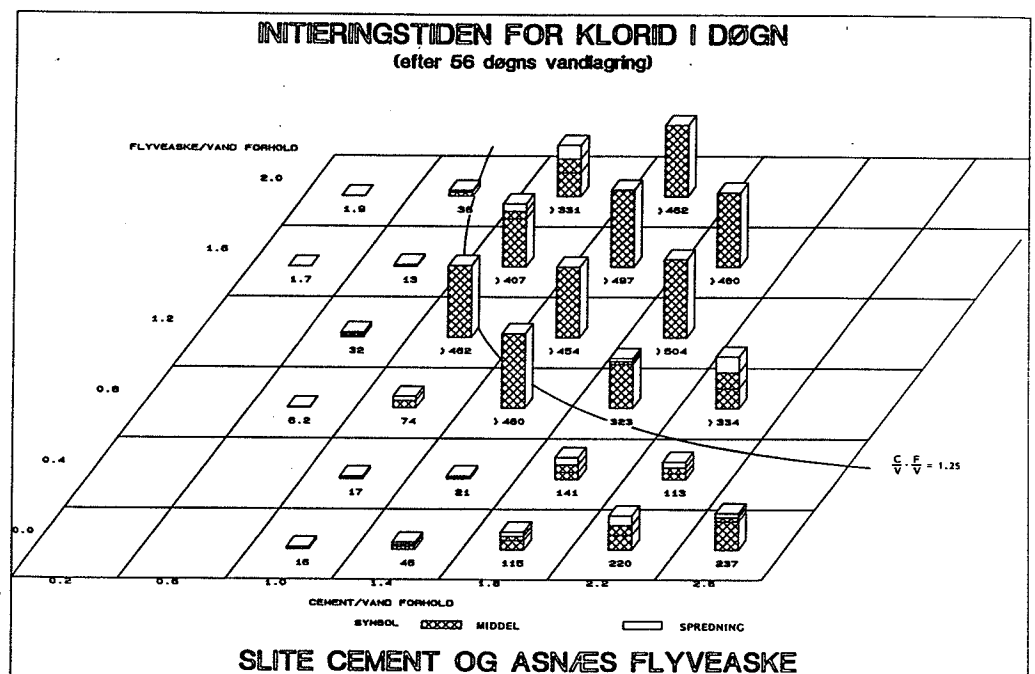 INITIERINGSTIDEN FOR KLORID I DØGN
(efter 56 døgns vandlagring)
FLYVEASKE/VAND FORHOLD
2.0
1.9 36 >331 >462
1.6
1.7 13 >407 >497 >460
1.2
32 >462 >454 >504
0.8
6.2 74 >460 323 >334
0.4
17 21 141 113
C/V · F/V = 1.25
0.0
16 46 115 220 237
0.2 0.6 1.0 1.4 1.8 2.2 2.6
CEMENT/VAND FORHOLD
SYMBOL MIDDEL SPREDNING
SLITE CEMENT OG ASNÆS FLYVEASKE